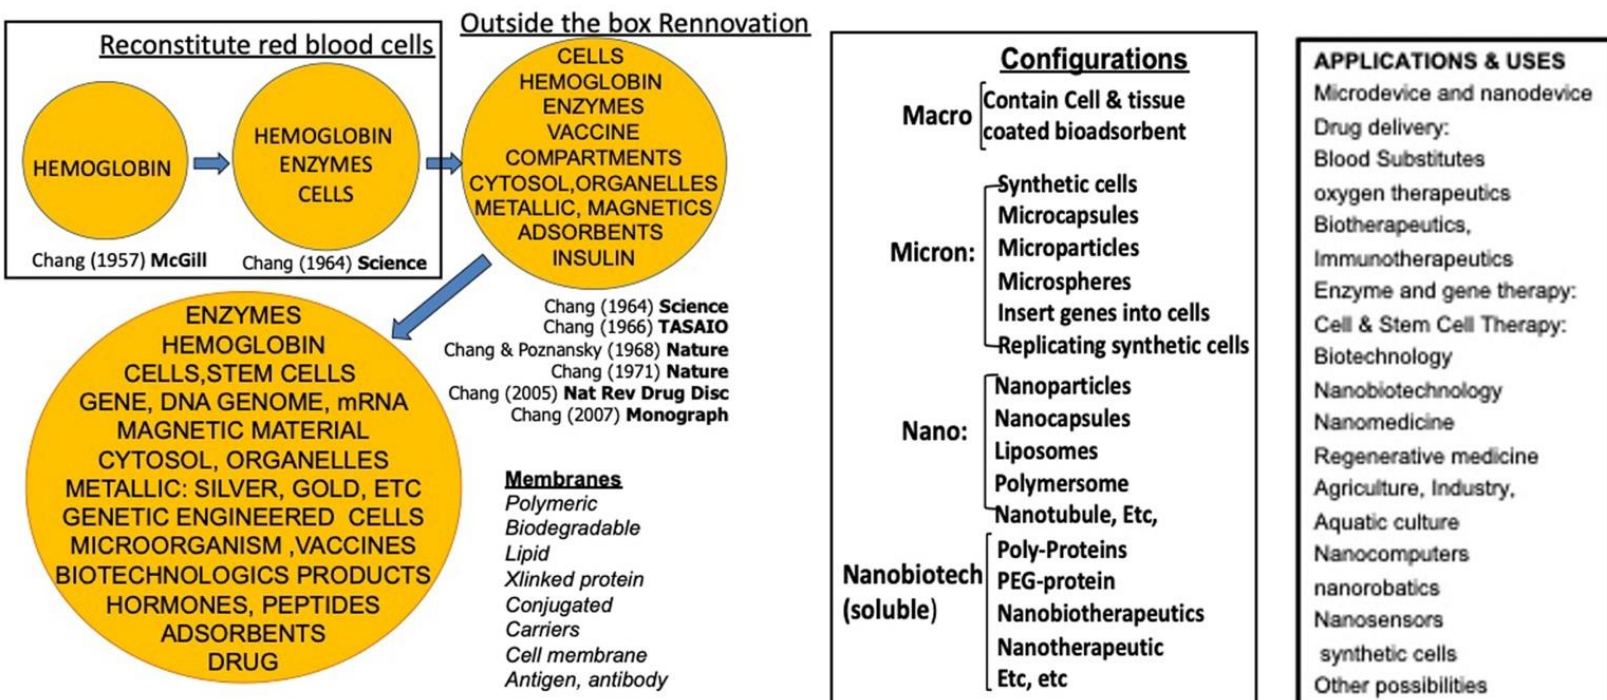 Reconstitute red blood cells
HEMOGLOBIN
Chang (1957) McGill
HEMOGLOBIN
ENZYMES
CELLS
Chang (1964) Science
Outside the box Rennovation
CELLS
HEMOGLOBIN
ENZYMES
VACCINE
COMPARTMENTS
CYTOSOL,ORGANELLES
METALLIC, MAGNETICS
ADSORBENTS
INSULIN
Chang (1964) Science
Chang (1966) TASAIO
Chang & Poznansky (1968) Nature
Chang (1971) Nature
Chang (2005) Nat Rev Drug Disc
Chang (2007) Monograph
ENZYMES
HEMOGLOBIN
CELLS,STEM CELLS
GENE, DNA GENOME, mRNA
MAGNETIC MATERIAL
CYTOSOL, ORGANELLES
METALLIC: SILVER, GOLD, ETC
GENETIC ENGINEERED CELLS
MICROORGANISM ,VACCINES
BIOTECHNOLOGICS PRODUCTS
HORMONES, PEPTIDES
ADSORBENTS
DRUG
Membranes
Polymeric
Biodegradable
Lipid
Xlinked protein
Conjugated
Carriers
Cell membrane
Antigen, antibody
Configurations
Macro
Contain Cell & tissue
coated bioadsorbent
Micron:
Synthetic cells
Microcapsules
Microparticles
Microspheres
Insert genes into cells
Replicating synthetic cells
Nano:
Nanoparticles
Nanocapsules
Liposomes
Polymersome
Nanotubule, Etc,
Nanobiotech
(soluble)
Poly-Proteins
PEG-protein
Nanobiotherapeutics
Nanotherapeutic
Etc, etc
APPLICATIONS & USES
Microdevice and nanodevice
Drug delivery:
Blood Substitutes
oxygen therapeutics
Biotherapeutics,
Immunotherapeutics
Enzyme and gene therapy:
Cell & Stem Cell Therapy:
Biotechnology
Nanobiotechnology
Nanomedicine
Regenerative medicine
Agriculture, Industry,
Aquatic culture
Nanocomputers
nanorobatics
Nanosensors
synthetic cells
Other possibilities